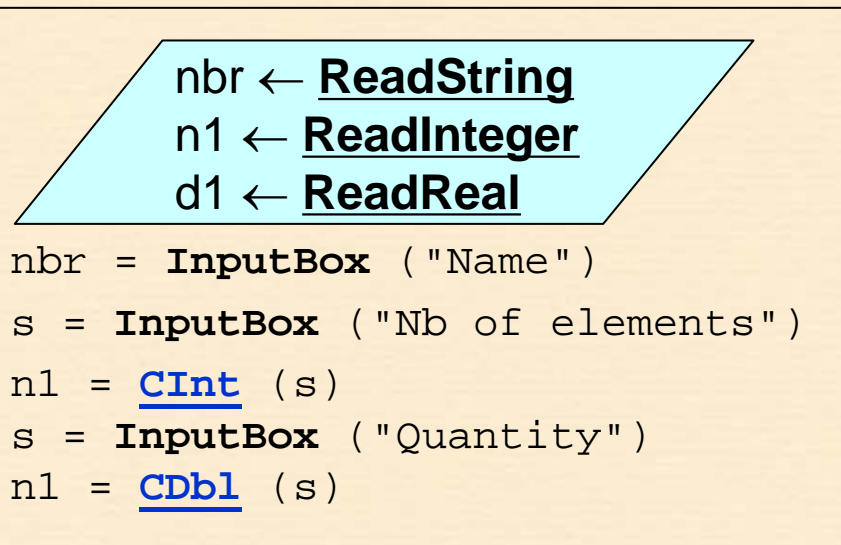 nbr ← ReadString
n1 ← ReadInteger
d1 ← ReadReal
nbr = InputBox ("Name")
s = InputBox ("Nb of elements")
n1 = CInt (s)
s = InputBox ("Quantity")
n1 = CDbl (s)